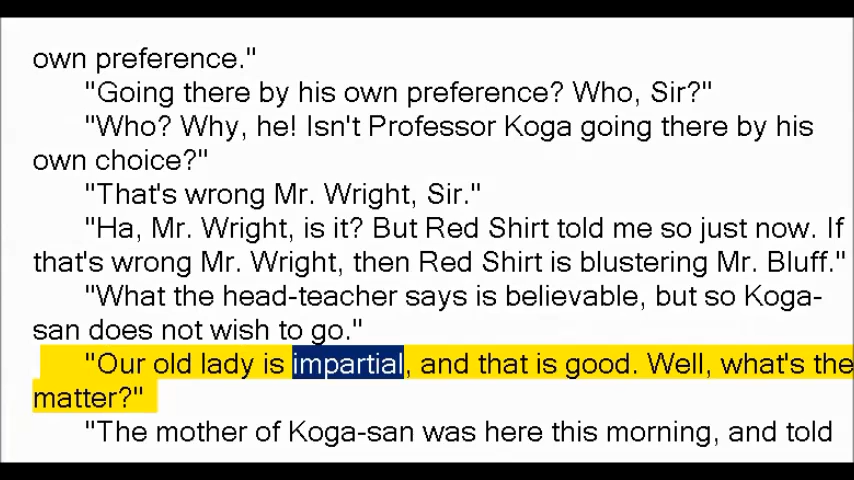 own preference."
"Going there by his own preference? Who, Sir?"
"Who? Why, he! Isn't Professor Koga going there by his
own choice?"
"That's wrong Mr. Wright, Sir."
"Ha, Mr. Wright, is it? But Red Shirt told me so just now. If
that's wrong Mr. Wright, then Red Shirt is blustering Mr. Bluff."
"What the head-teacher says is believable, but so Koga-
san does not wish to go."
"Our old lady is impartial, and that is good. Well, what's the
matter?"
"The mother of Koga-san was here this morning, and told